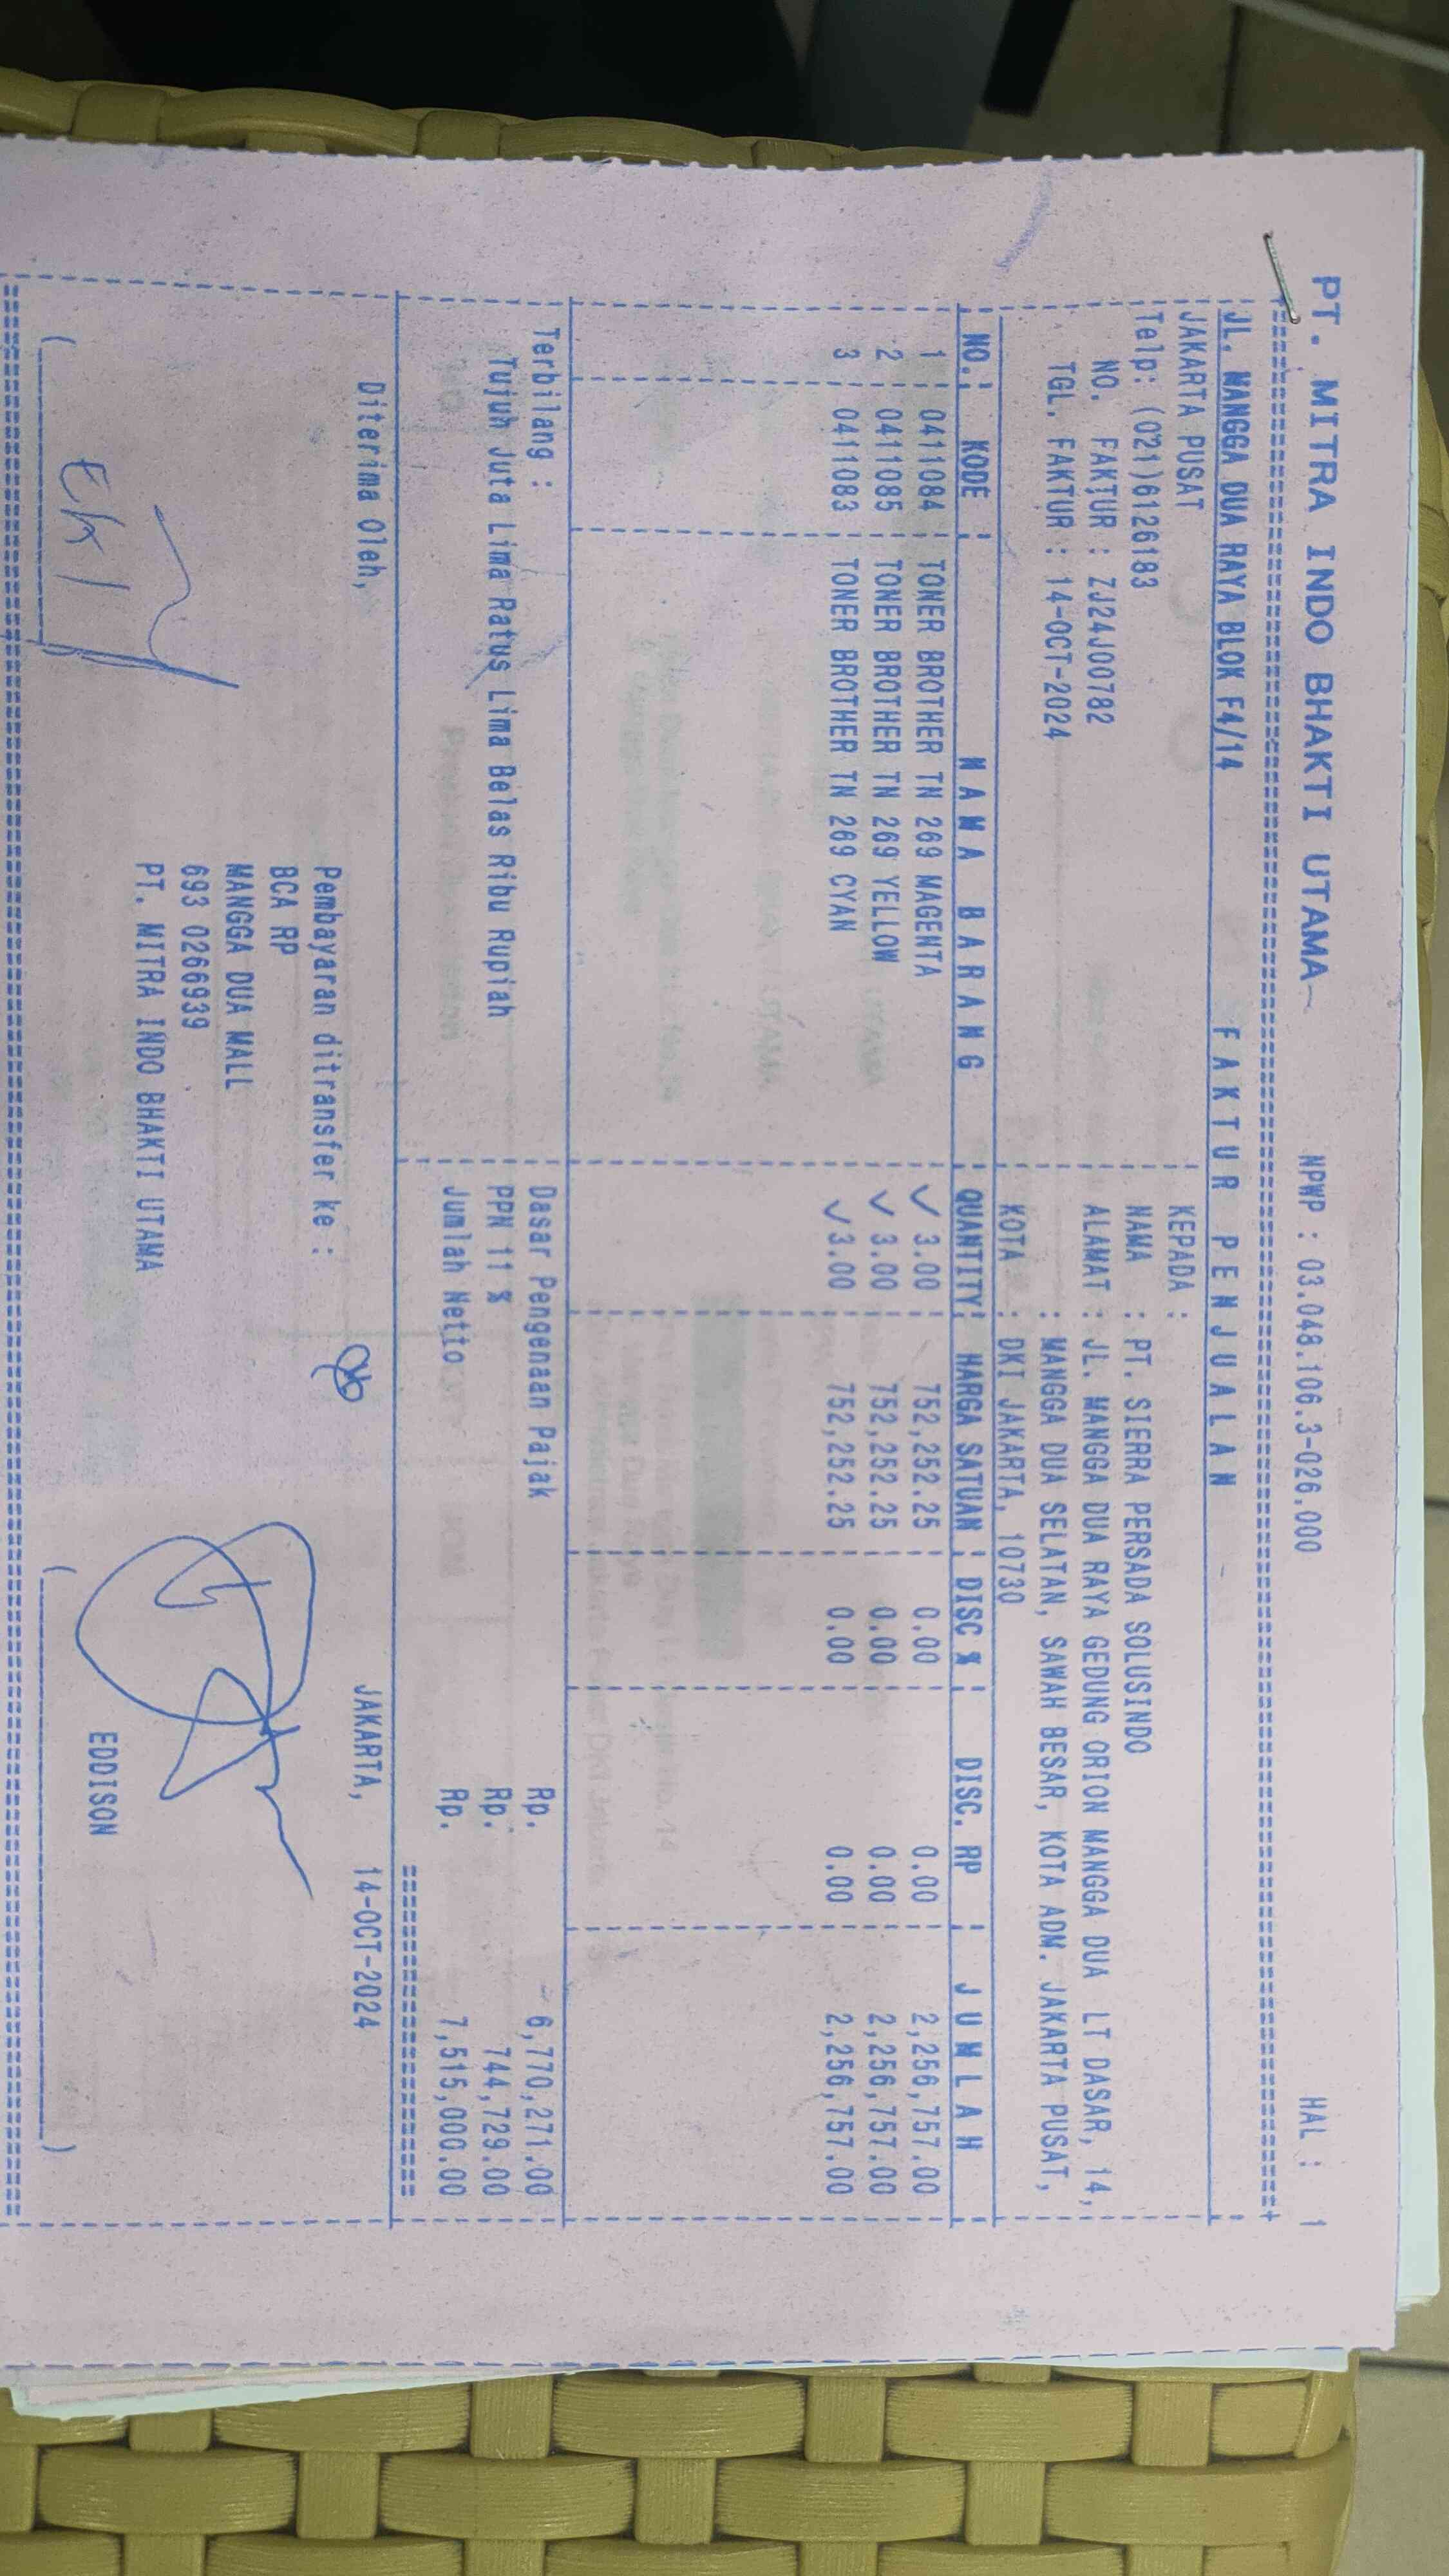 PT. MITRA INDO BHAKTI UTAMA NPWP : 03.048.106.3-026.000 HAL : 1
JL. MANGGA DUA RAYA BLOK F4/14 FAKTUR PENJUALAN
JAKARTA PUSAT KEPADA :
Telp: (021)6126183 NAMA : PT. SIERRA PERSADA SOLUSINDO
NO. FAKTUR : ZJ24J00782 ALAMAT : JL. MANGGA DUA RAYA GEDUNG ORION MANGGA DUA LT DASAR, 14,
TGL. FAKTUR : 14-OCT-2024 : MANGGA DUA SELATAN, SAWAH BESAR, KOTA ADM. JAKARTA PUSAT,
KOTA : DKI JAKARTA, 10730
NO. KODE NAMA BARANG QUANTITY HARGA SATUAN DISC % DISC. RP JUMLAH
1 0411084 TONER BROTHER TN 269 MAGENTA 3.00 752,252.25 0.00 0.00 2,256,757.00
2 0411085 TONER BROTHER TN 269 YELLOW 3.00 752,252.25 0.00 0.00 2,256,757.00
3 0411083 TONER BROTHER TN 269 CYAN 3.00 752,252.25 0.00 0.00 2,256,757.00
Terbilang : Dasar Pengenaan Pajak Rp. 6,770,271.00
Tujuh Juta Lima Ratus Lima Belas Ribu Rupiah PPN 11 % Rp. 744,729.00
Jumlah Netto Rp. 7,515,000.00
Diterima Oleh, JAKARTA, 14-OCT-2024
Pembayaran ditransfer ke :
BCA RP
MANGGA DUA MALL
693 0266939
PT. MITRA INDO BHAKTI UTAMA
EDDISON